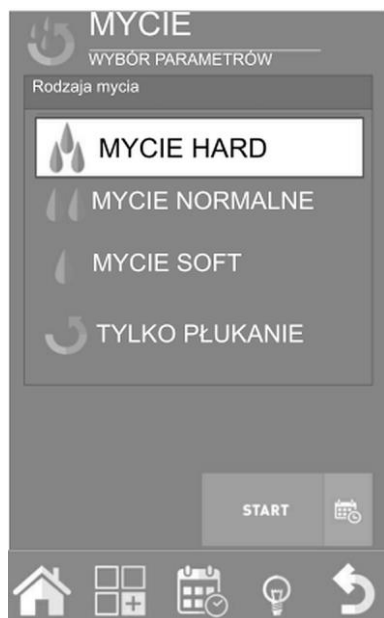 MYCIE
WYBÓR PARAMETRÓW
Rodzaja mycia
MYCIE HARD
MYCIE NORMALNE
MYCIE SOFT
TYLKO PŁUKANIE
START